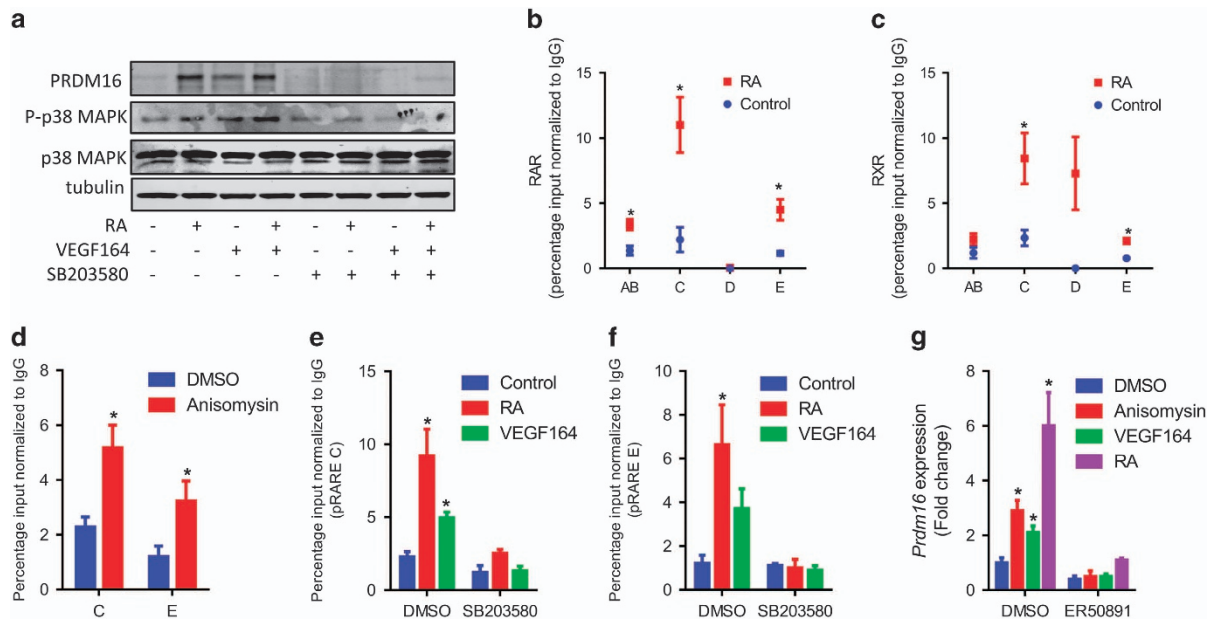 a
PRDM16
P-p38 MAPK
p38 MAPK
tubulin
RA - + - + - + - +
VEGF164 - - + + - - + +
SB203580 - - - - + + + +
b
RAR
(percentage input normalized to IgG)
15
10
5
0
AB C D E
* * *
RA
Control
c
RXR
(percentage input normalized to IgG)
15
10
5
0
AB C D E
* *
RA
Control
d
Percentage input normalized to IgG
8
6
4
2
0
C E
* *
DMSO
Anisomysin
e
Percentage input normalized to IgG
(pRARE C)
15
10
5
0
DMSO SB203580
* *
Control
RA
VEGF164
f
Percentage input normalized to IgG
(pRARE E)
10
8
6
4
2
0
DMSO SB203580
*
Control
RA
VEGF164
g
Prdm16 expression
(Fold change)
8
6
4
2
0
DMSO ER50891
* * *
DMSO
Anisomysin
VEGF164
RA